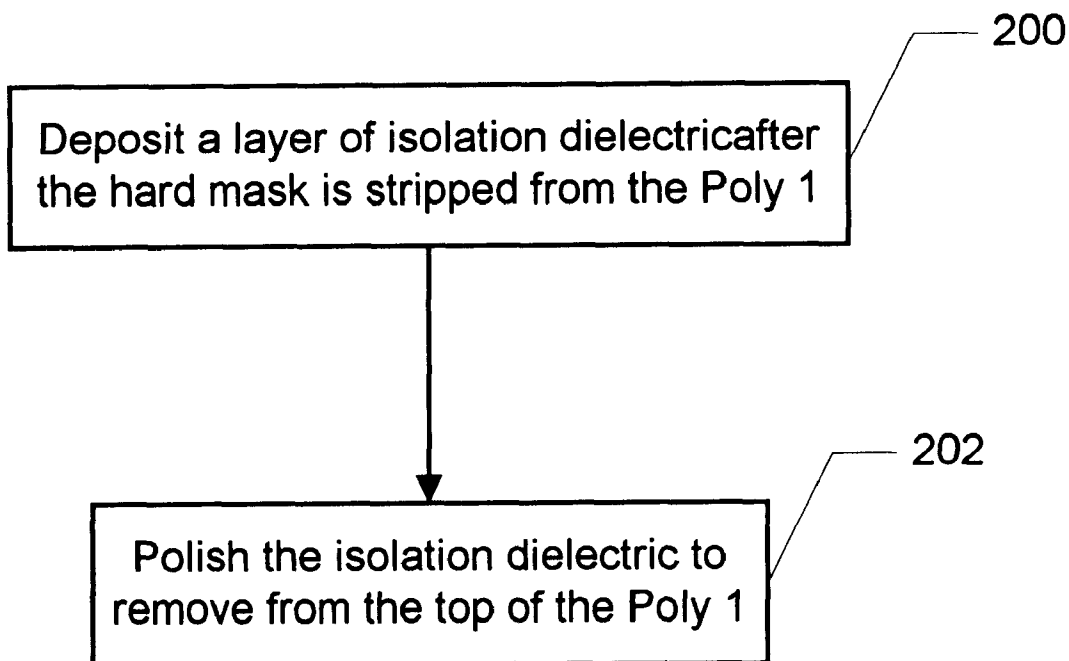 200
Deposit a layer of isolation dielectricafter
the hard mask is stripped from the Poly 1
202
Polish the isolation dielectric to
remove from the top of the Poly 1